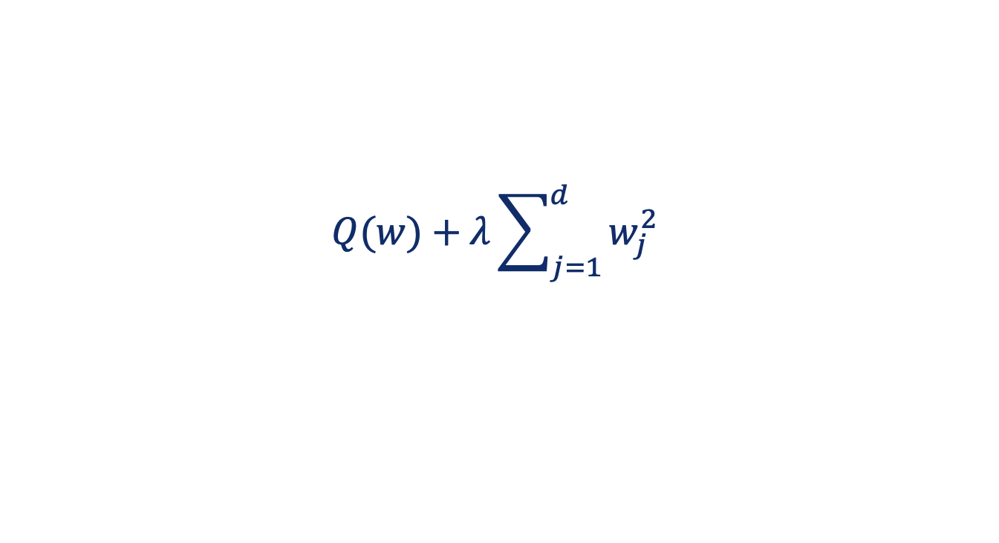 Q(w) + λ∑_{j=1}^{d} w_j^2